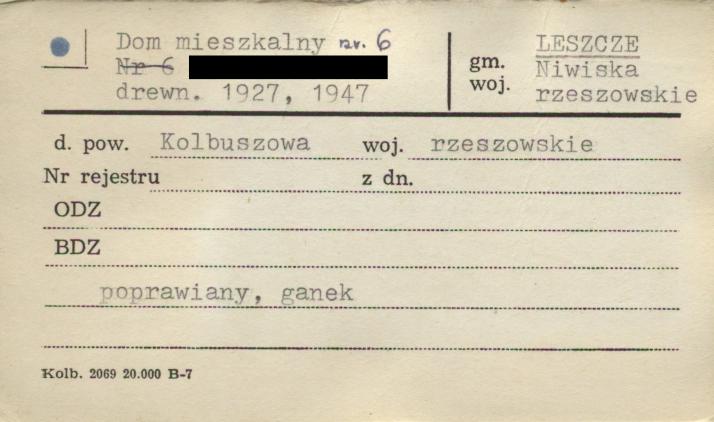 Dom mieszkalny nr. 6
Nr 6
drewn. 1927, 1947
LESZCZE
gm. Niwiska
woj. rzeszowskie
d. pow. Kolbuszowa woj. rzeszowskie
Nr rejestru z dn.
ODZ
BDZ
poprawiany, ganek
Kolb. 2069 20.000 B-7